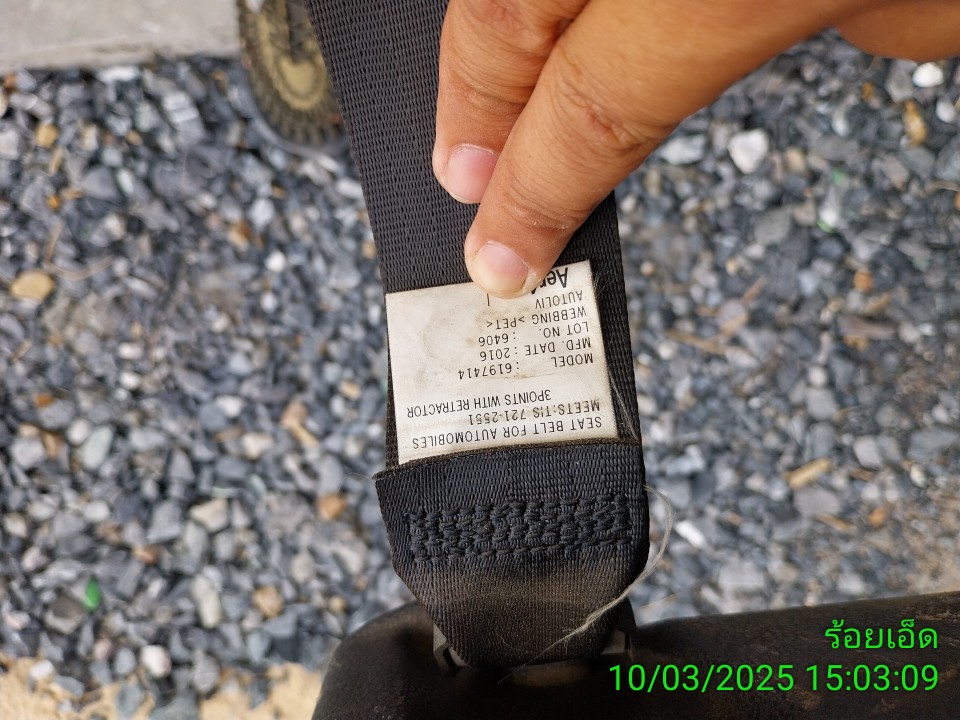 SEAT BELT FOR AUTOMOBILES
MEETS:TIS 721-2551
3POINTS WITH RETRACTOR
MODEL : 6197414
MFD. DATE : 2016
LOT NO. : 6406
WEBBING >PET<
AUTOLIV
ร้อยเอ็ด
10/03/2025 15:03:09